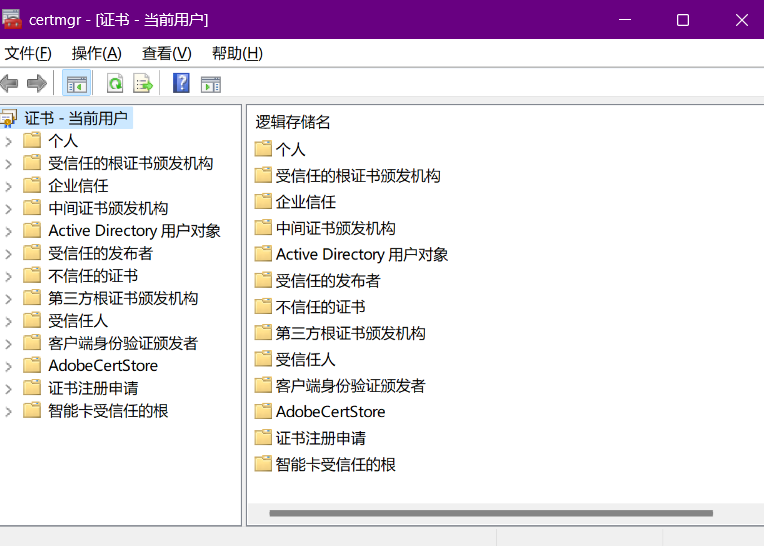 certmgr - [证书 - 当前用户]
文件(F) 操作(A) 查看(V) 帮助(H)
证书 - 当前用户
个人
受信任的根证书颁发机构
企业信任
中间证书颁发机构
Active Directory 用户对象
受信任的发布者
不信任的证书
第三方根证书颁发机构
受信任人
客户端身份验证颁发者
AdobeCertStore
证书注册申请
智能卡受信任的根
逻辑存储名
个人
受信任的根证书颁发机构
企业信任
中间证书颁发机构
Active Directory 用户对象
受信任的发布者
不信任的证书
第三方根证书颁发机构
受信任人
客户端身份验证颁发者
AdobeCertStore
证书注册申请
智能卡受信任的根